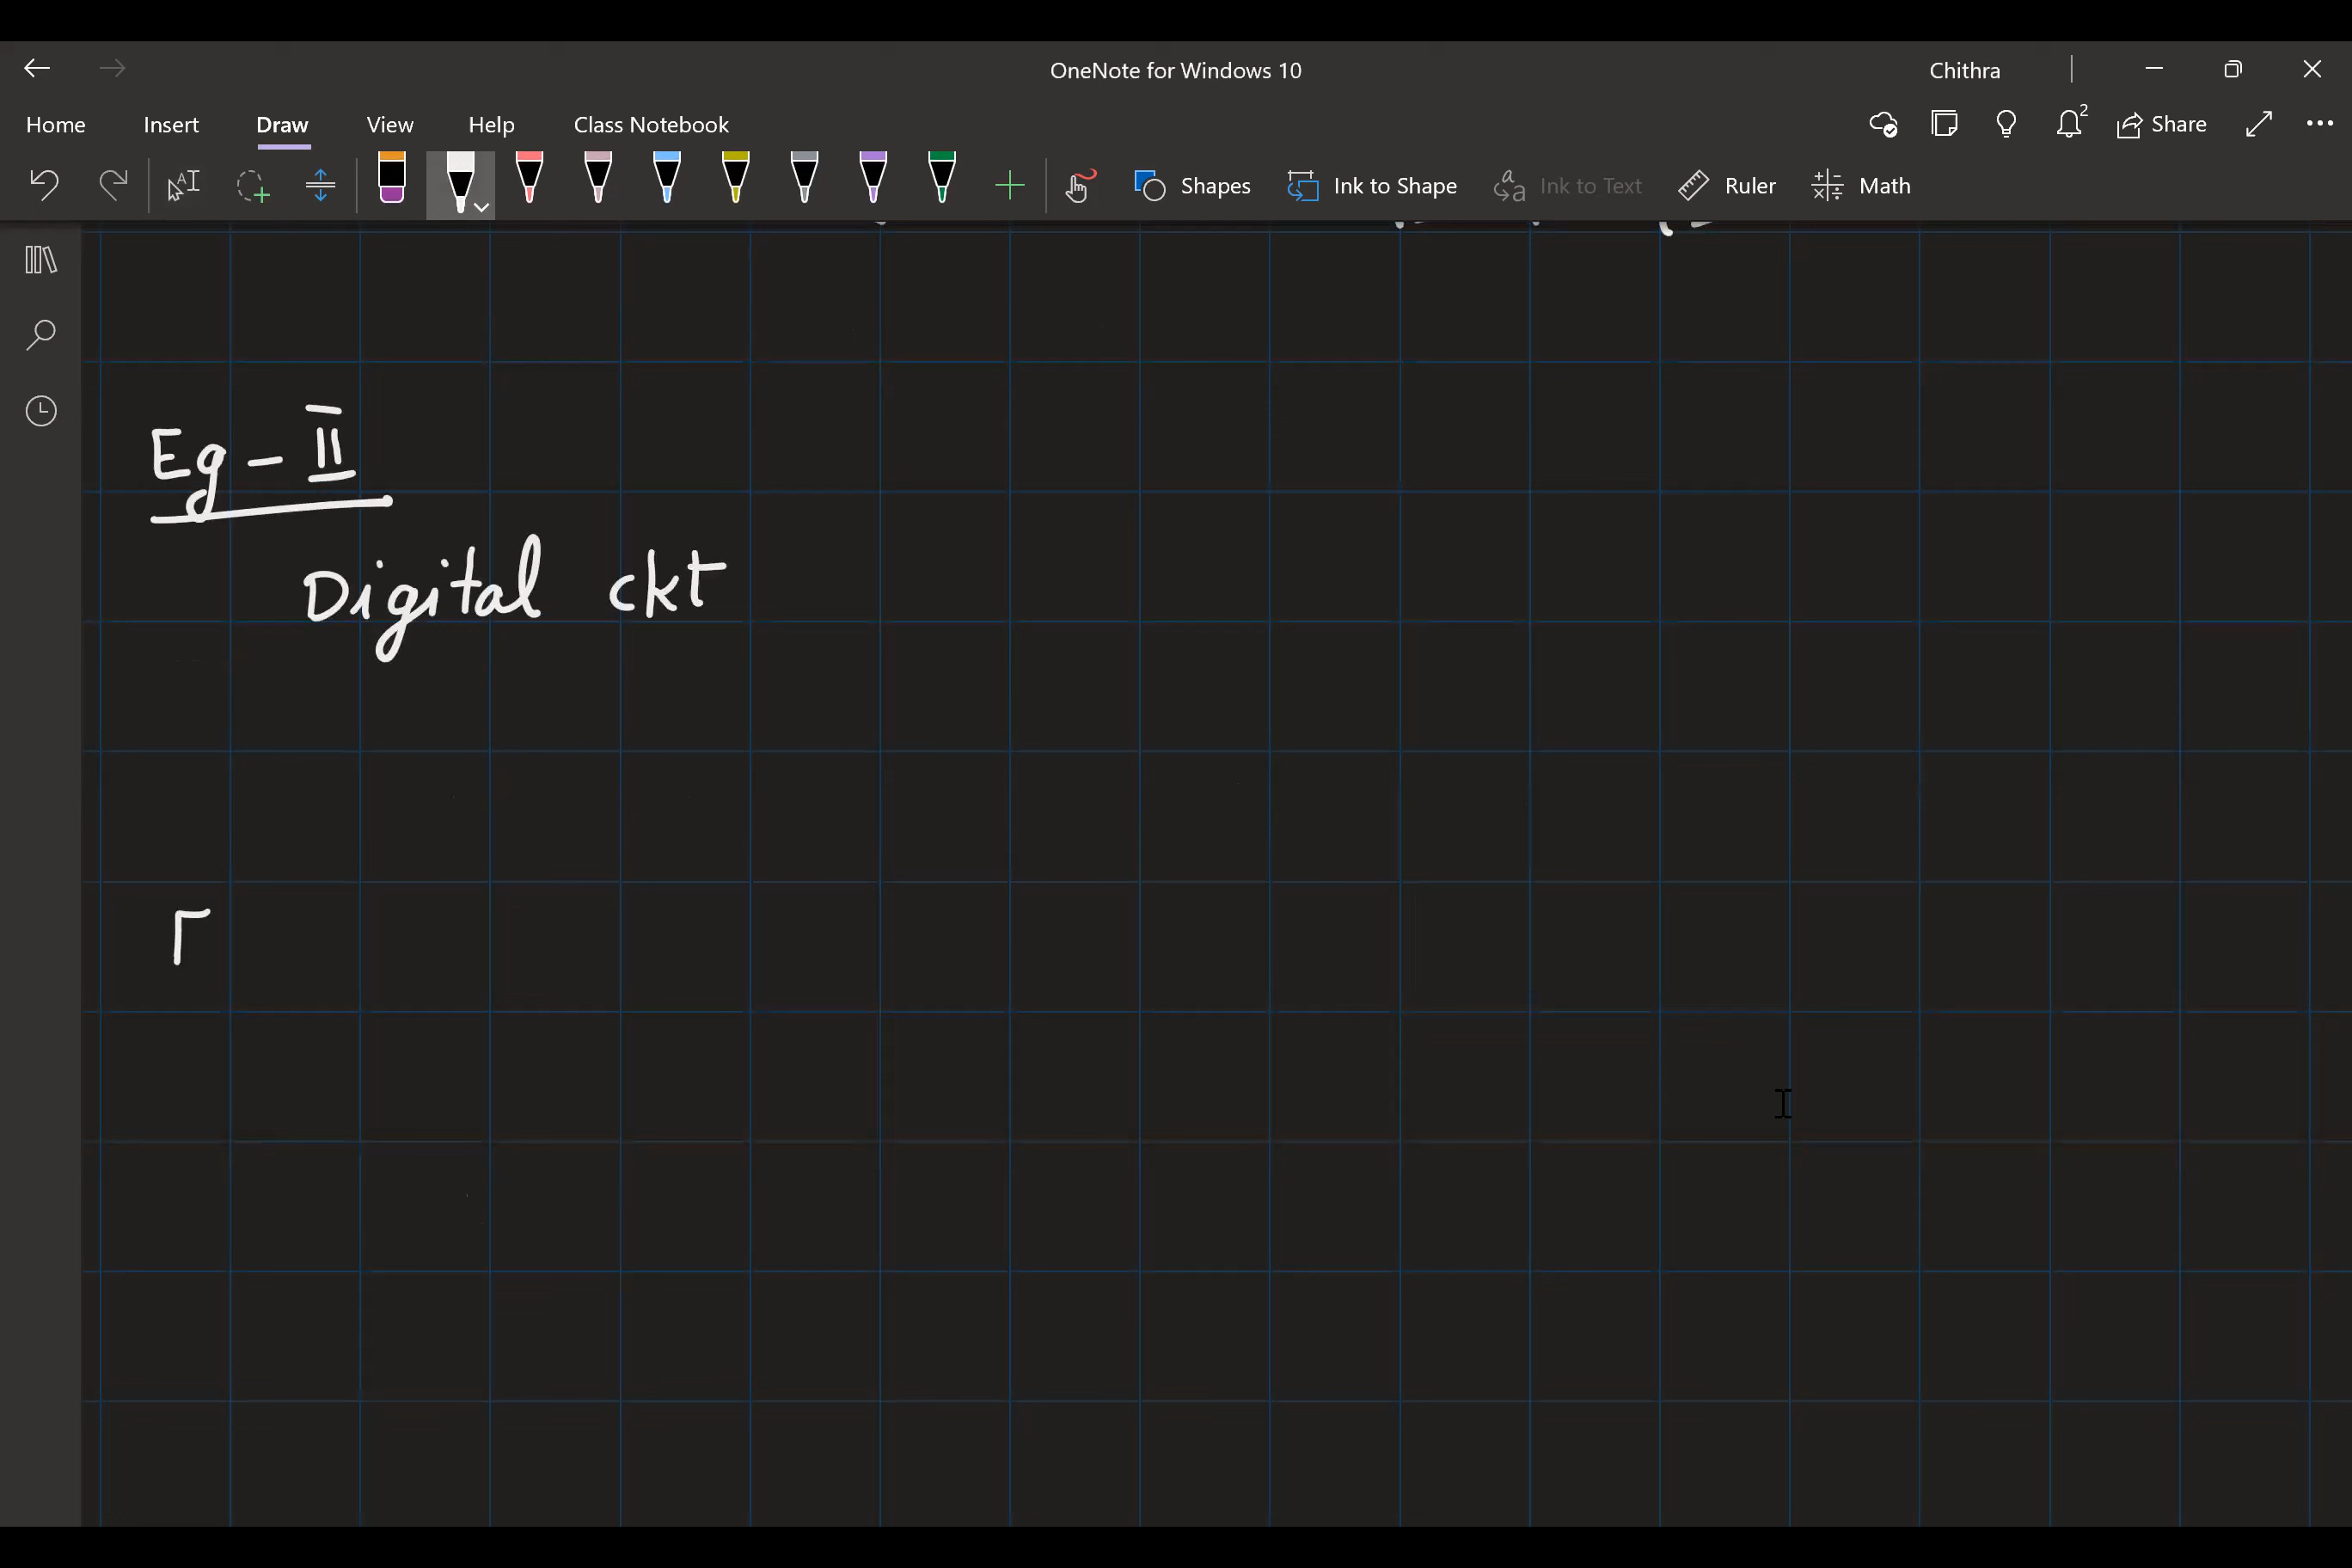 OneNote for Windows 10
Chithra
Home Insert Draw View Help Class Notebook
2 Share
Shapes Ink to Shape Ink to Text Ruler Math
Eg - II
Digital ckt